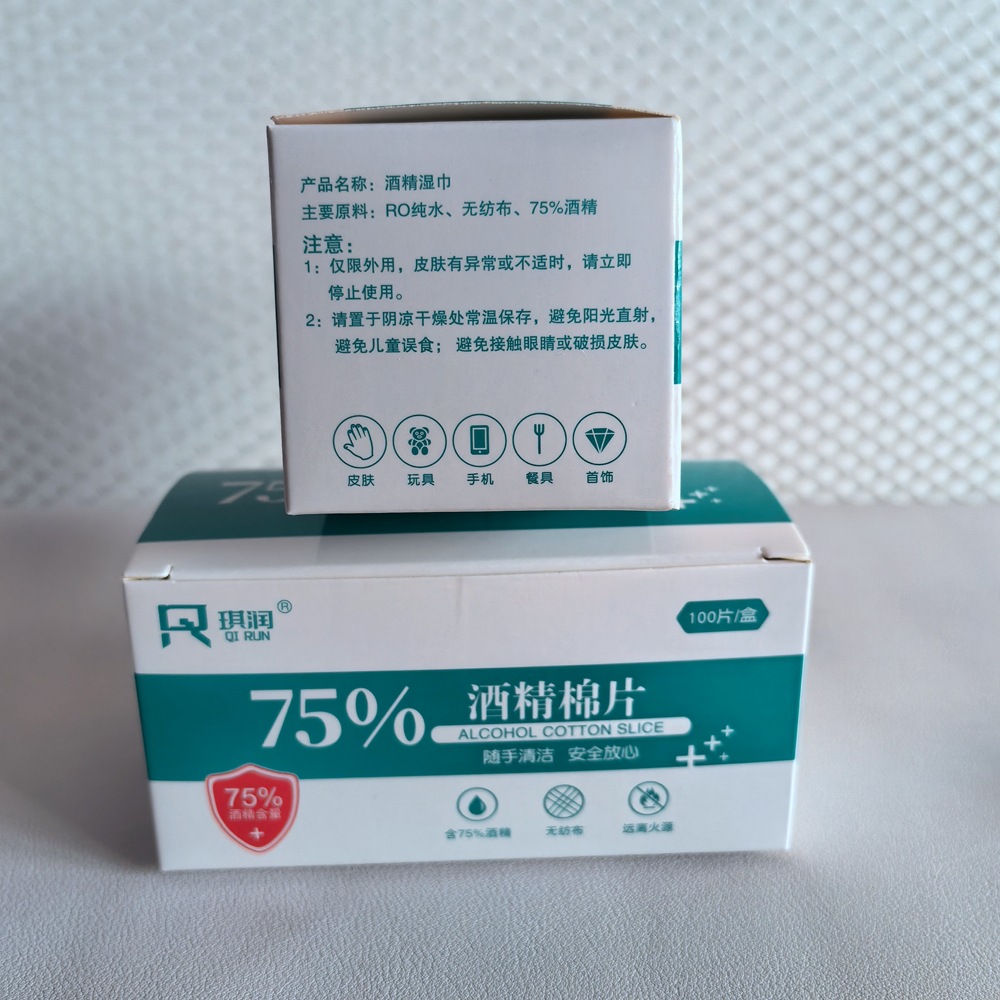 产品名称：酒精湿巾
主要原料：RO纯水、无纺布、75%酒精
注意：
1：仅限外用，皮肤有异常或不适时，请立即
停止使用。
2：请置于阴凉干燥处常温保存，避免阳光直射，
避免儿童误食；避免接触眼睛或破损皮肤。
皮肤 玩具 手机 餐具 首饰
75
琪润®
QI RUN
100片/盒
75% 酒精棉片
ALCOHOL COTTON SLICE
随手清洁 安全放心
75%
酒精含量
含75%酒精 无纺布 远离火源